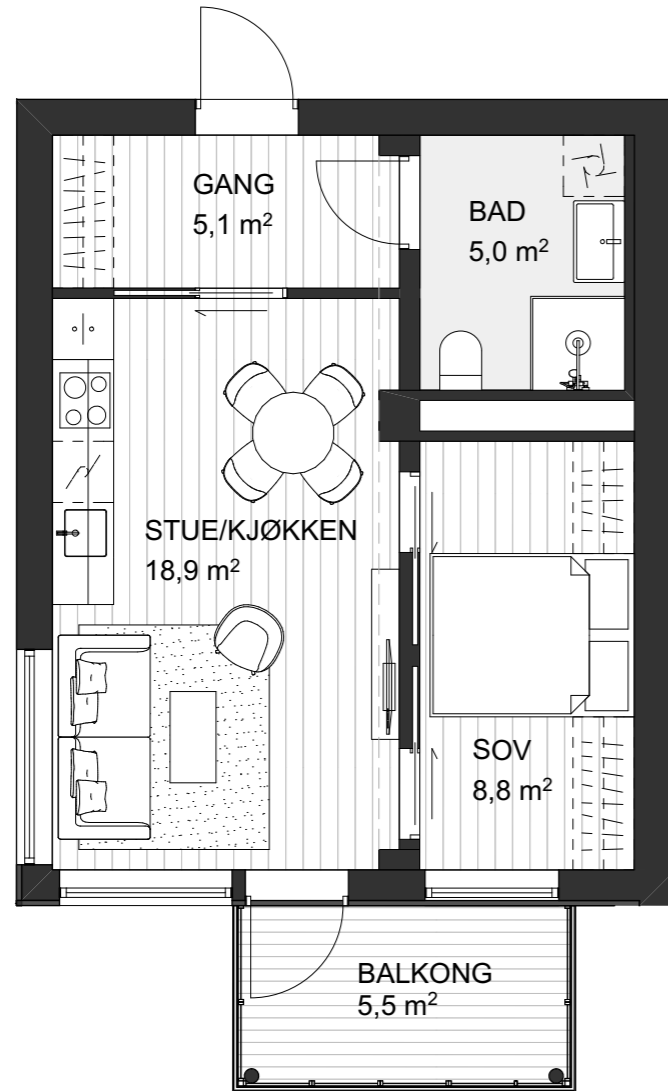 GANG
5,1 m²
BAD
5,0 m²
STUE/KJØKKEN
18,9 m²
SOV
8,8 m²
BALKONG
5,5 m²